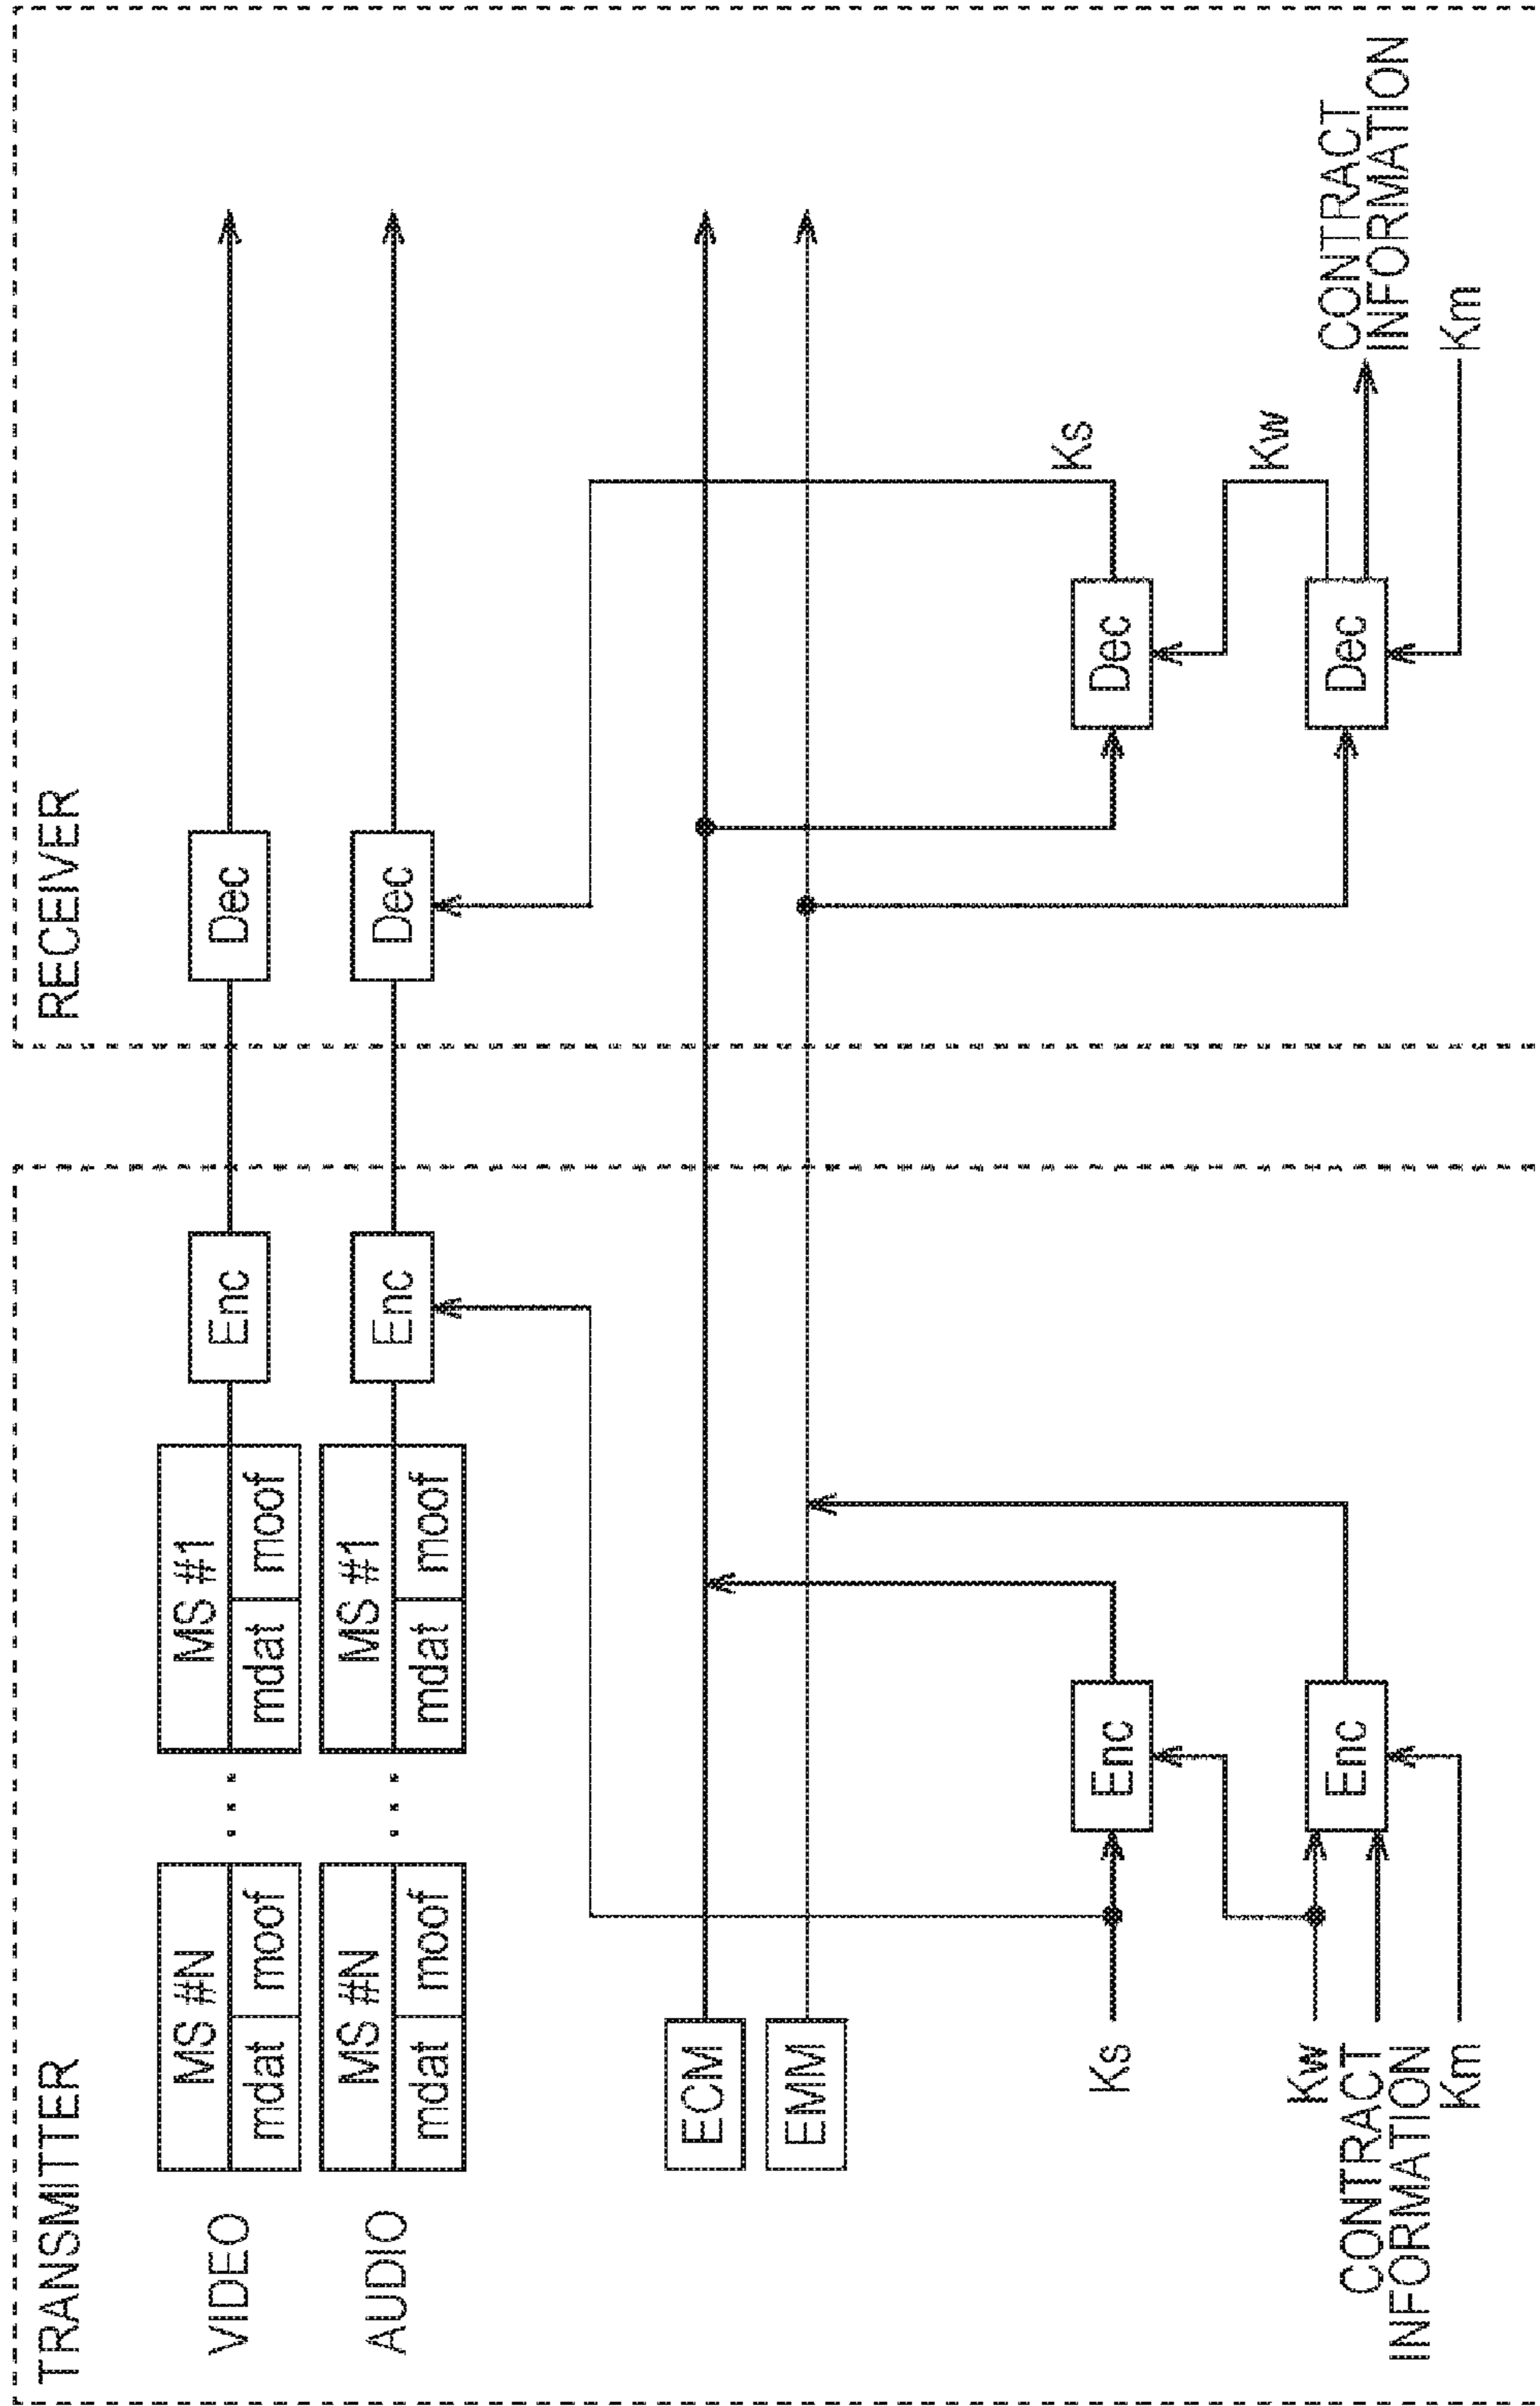 TRANSMITTER
RECEIVER
VIDEO
MS #N
mdat
moof
...
MS #1
mdat
moof
Enc
Dec
AUDIO
MS #N
mdat
moof
...
MS #1
mdat
moof
Enc
Dec
ECM
EMM
Ks
Enc
Dec
Ks
Kw
Kw
CONTRACT
INFORMATION
Enc
Dec
CONTRACT
INFORMATION
Km
Km